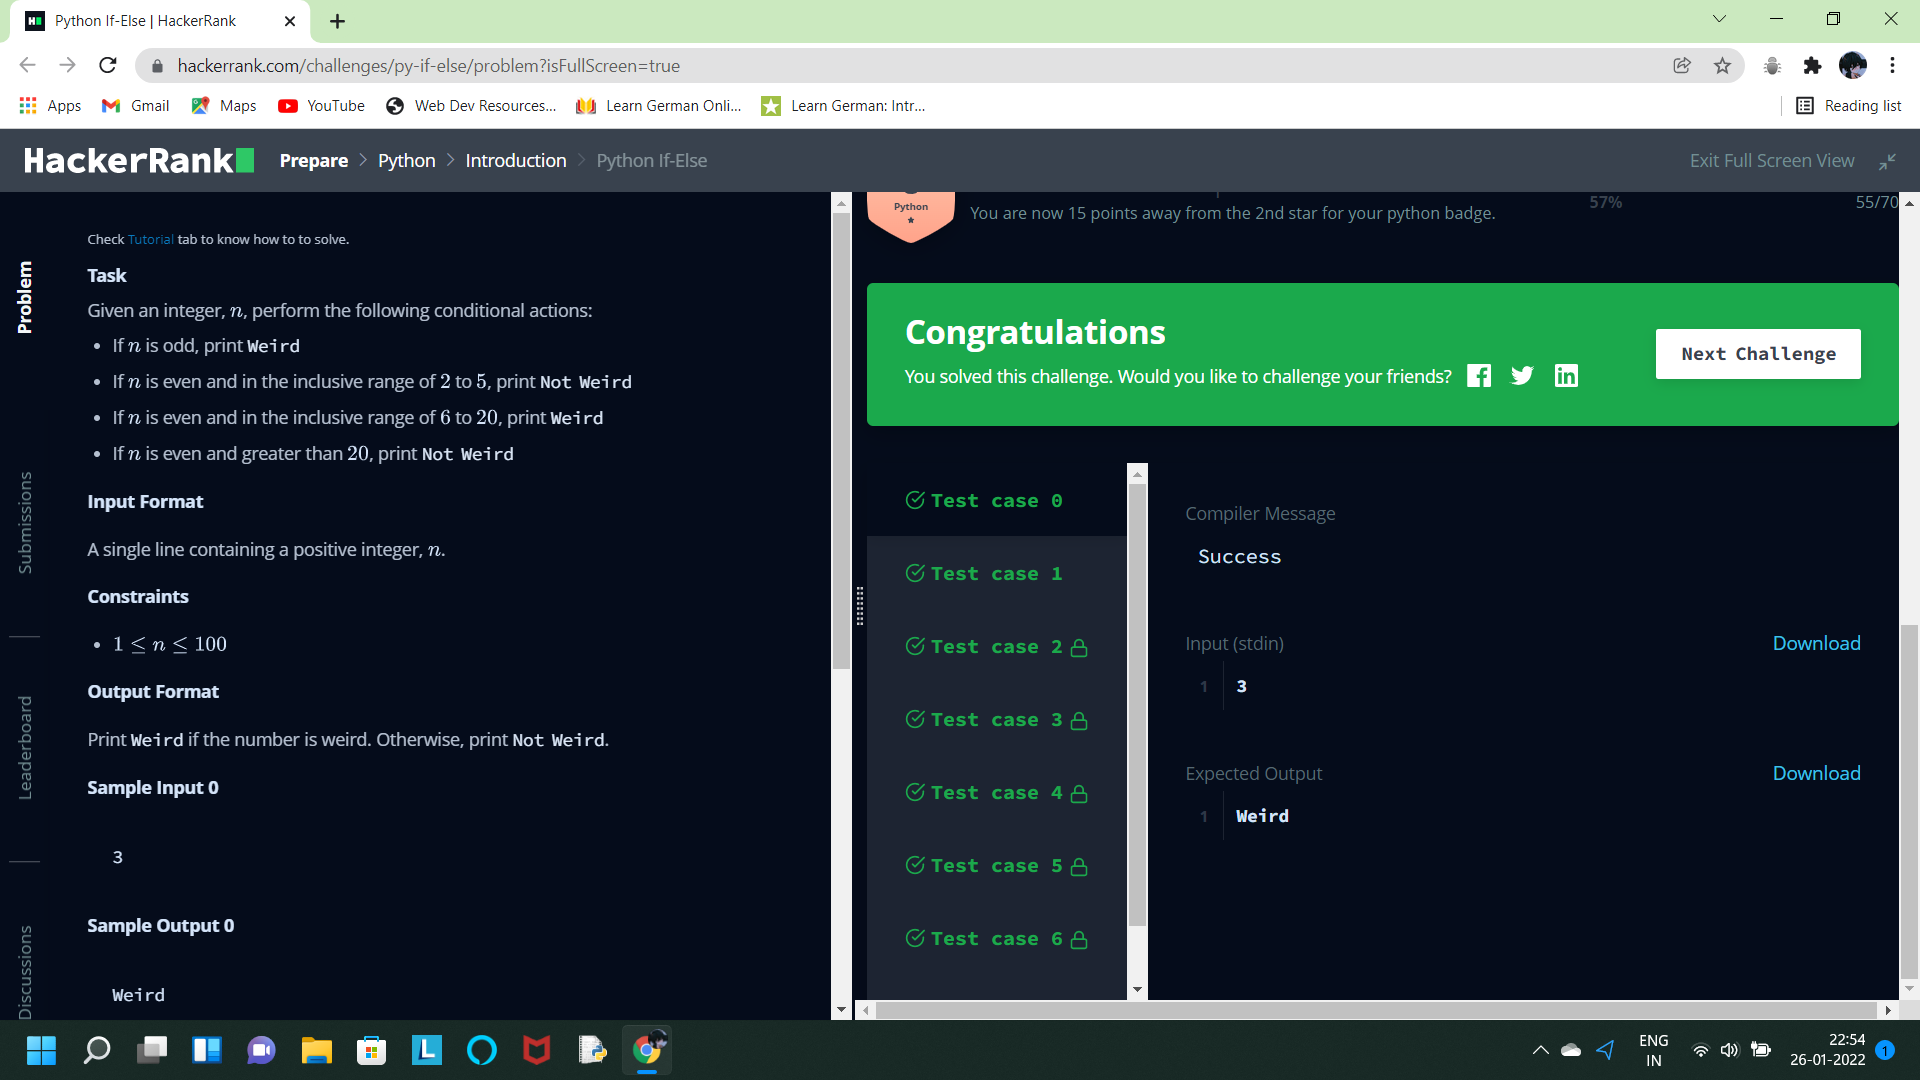 Python If-Else | HackerRank
hackerrank.com/challenges/py-if-else/problem?isFullScreen=true
Apps Gmail Maps YouTube Web Dev Resources... Learn German Onli... Learn German: Intr... Reading list
HackerRank Prepare > Python > Introduction > Python If-Else Exit Full Screen View
Problem
Submissions
Leaderboard
Discussions
Check Tutorial tab to know how to to solve.
Task
Given an integer, n, perform the following conditional actions:
• If n is odd, print Weird
• If n is even and in the inclusive range of 2 to 5, print Not Weird
• If n is even and in the inclusive range of 6 to 20, print Weird
• If n is even and greater than 20, print Not Weird
Input Format
A single line containing a positive integer, n.
Constraints
• 1 ≤ n ≤ 100
Output Format
Print Weird if the number is weird. Otherwise, print Not Weird.
Sample Input 0
3
Sample Output 0
Weird
Python
You are now 15 points away from the 2nd star for your python badge.
57% 55/70
Congratulations
You solved this challenge. Would you like to challenge your friends?
Next Challenge
Test case 0
Test case 1
Test case 2
Test case 3
Test case 4
Test case 5
Test case 6
Compiler Message
Success
Input (stdin) Download
1 3
Expected Output Download
1 Weird
ENG
IN
22:54
26-01-2022
1